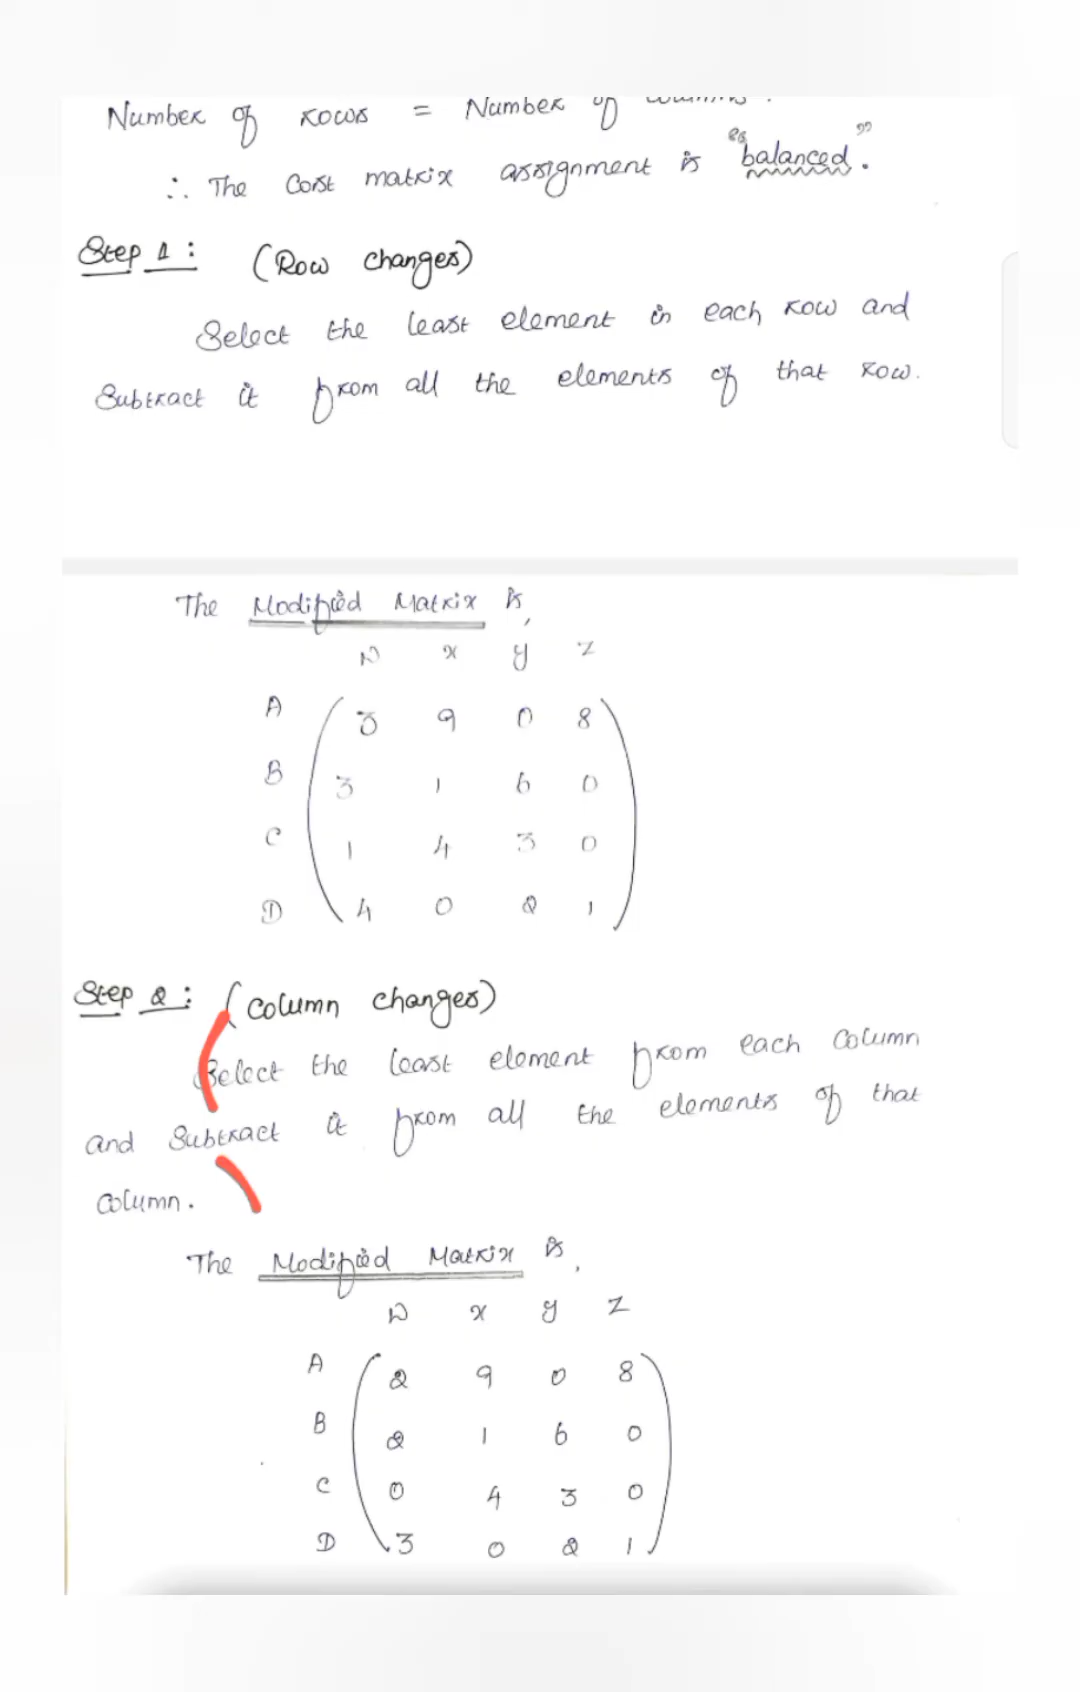 Number of rows = Number of
∴ The Cost matrix assignment is "balanced".
Step 1: (Row changes)
Select the least element in each row and
Subtract it from all the elements of that row.
The Modified Matrix is,
W x y z
A 3 9 0 8
B 3 1 6 0
C 1 4 3 0
D 4 0 2 1
Step 2: (Column changes)
Select the least element from each Column
and Subtract it from all the elements of that
Column.
The Modified Matrix is,
W x y z
A 2 9 0 8
B 2 1 6 0
C 0 4 3 0
D 3 0 2 1